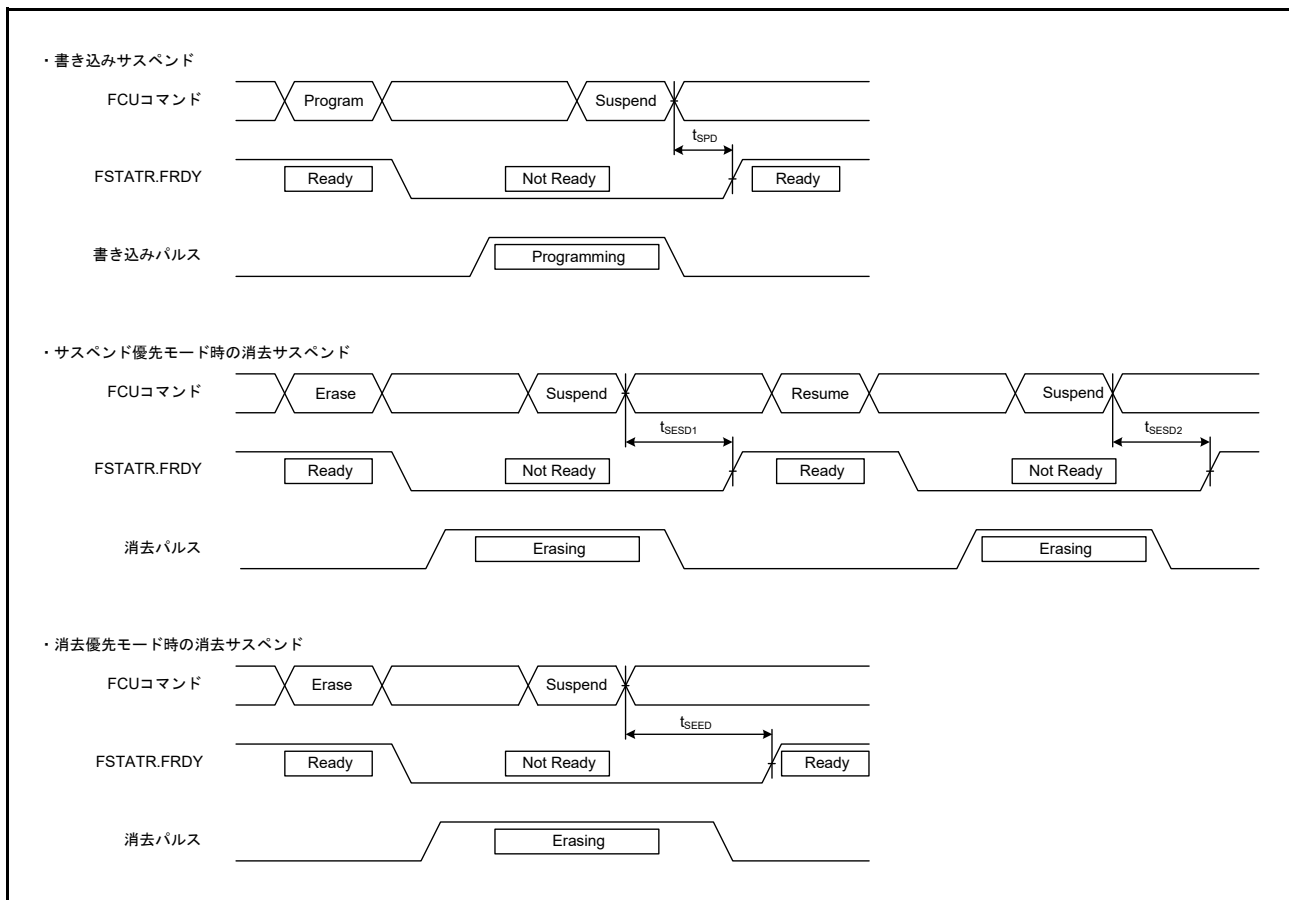 ・書き込みサスペンド
FCUコマンド Program Suspend
tSPD
FSTATR.FRDY Ready Not Ready Ready
書き込みパルス Programming
・サスペンド優先モード時の消去サスペンド
FCUコマンド Erase Suspend Resume Suspend
tSESD1 tSESD2
FSTATR.FRDY Ready Not Ready Ready Not Ready
消去パルス Erasing Erasing
・消去優先モード時の消去サスペンド
FCUコマンド Erase Suspend
tSEED
FSTATR.FRDY Ready Not Ready Ready
消去パルス Erasing